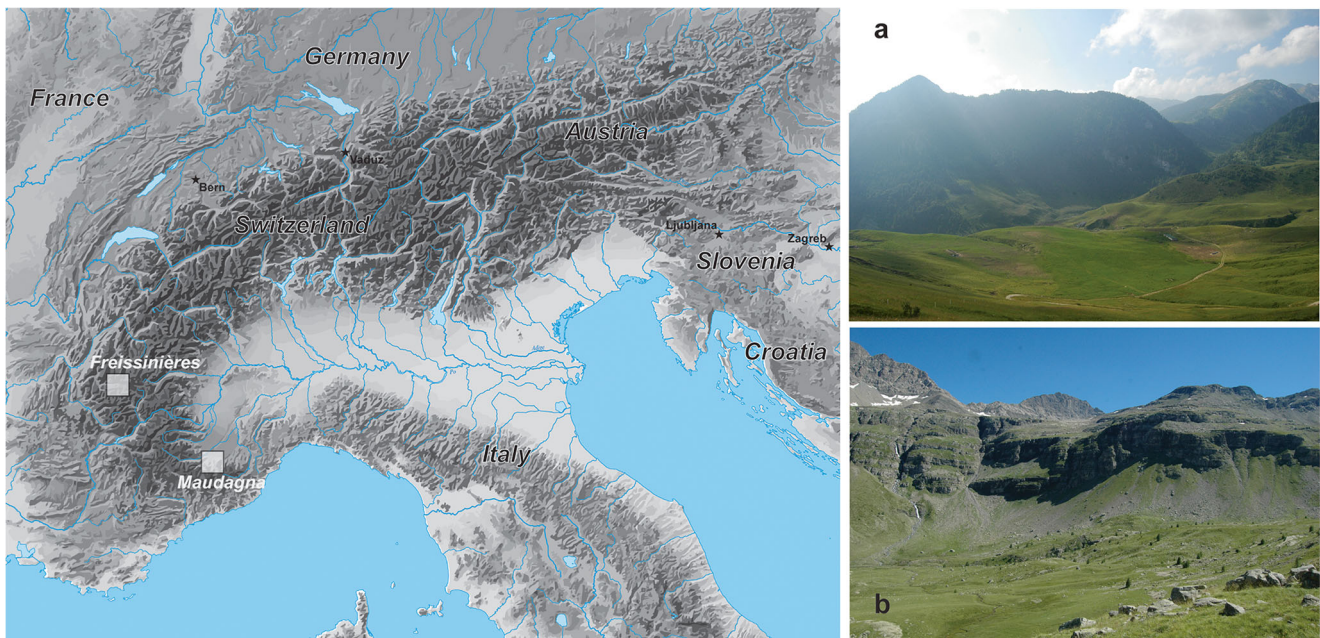 Germany
France
Austria
Vaduz
Bern
Switzerland
Ljubljana
Zagreb
Slovenia
Croatia
Freissinières
Italy
Maudagna
a
b